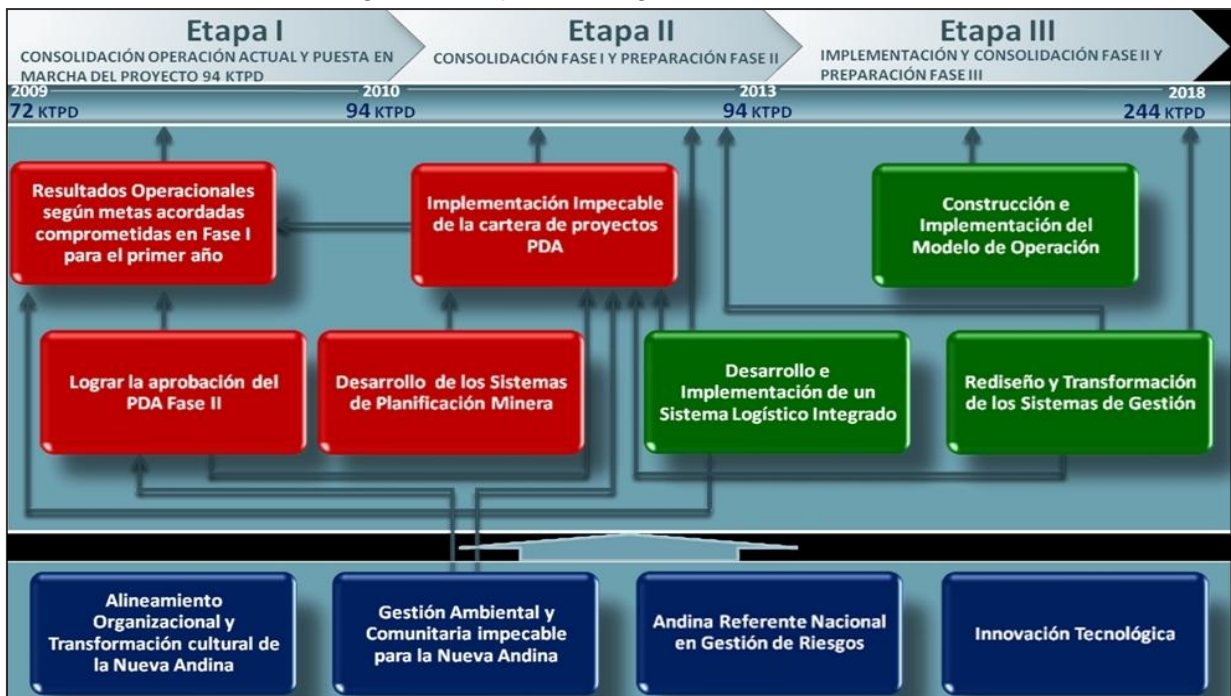 Etapa I
CONSOLIDACIÓN OPERACIÓN ACTUAL Y PUESTA EN
MARCHA DEL PROYECTO 94 KTPD
Etapa II
CONSOLIDACIÓN FASE I Y PREPARACIÓN FASE II
Etapa III
IMPLEMENTACIÓN Y CONSOLIDACIÓN FASE II Y
PREPARACIÓN FASE III
2009
72 KTPD
2010
94 KTPD
2013
94 KTPD
2018
244 KTPD
Resultados Operacionales
según metas acordadas
comprometidas en Fase I
para el primer año
Implementación Impecable
de la cartera de proyectos
PDA
Construcción e
Implementación del
Modelo de Operación
Lograr la aprobación del
PDA Fase II
Desarrollo de los Sistemas
de Planificación Minera
Desarrollo e
Implementación de un
Sistema Logístico Integrado
Rediseño y Transformación
de los Sistemas de Gestión
Alineamiento
Organizacional y
Transformación cultural de
la Nueva Andina
Gestión Ambiental y
Comunitaria impecable
para la Nueva Andina
Andina Referente Nacional
en Gestión de Riesgos
Innovación Tecnológica